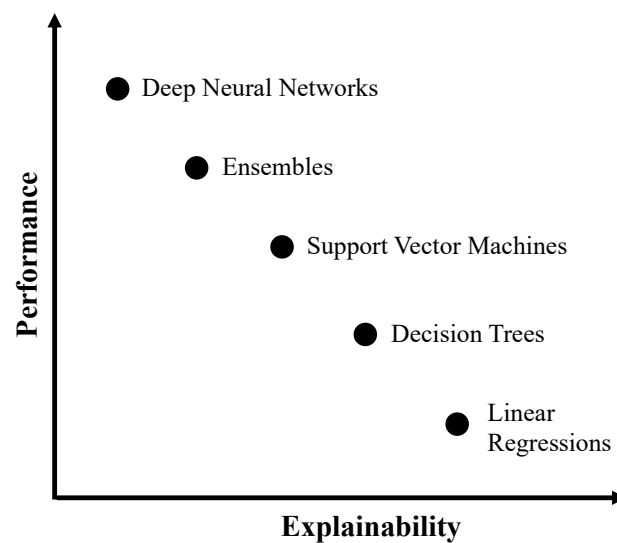 Deep Neural Networks
Ensembles
Support Vector Machines
Decision Trees
Linear
Regressions
Performance
Explainability